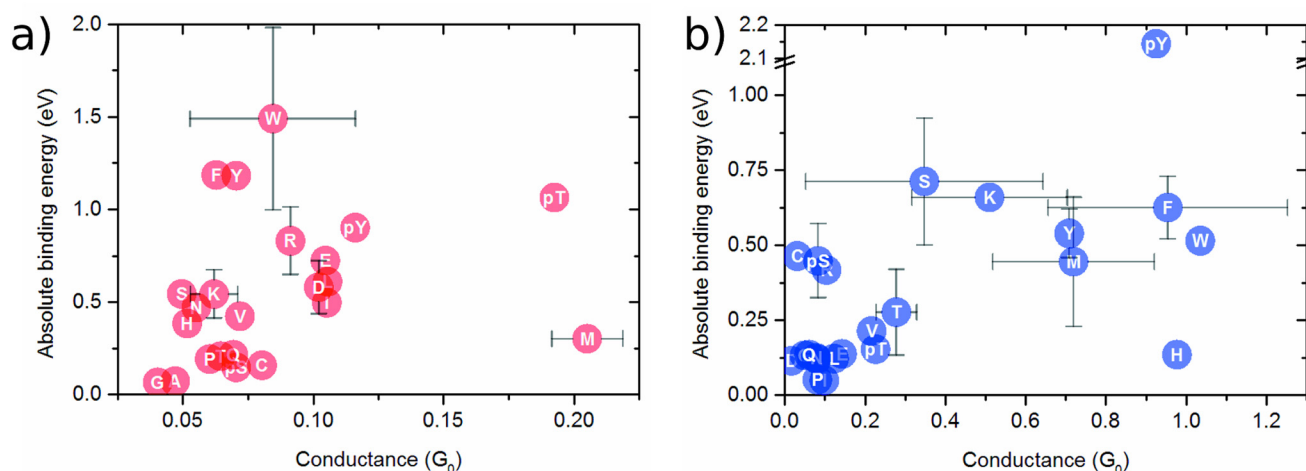 a)
Absolute binding energy (eV)
2.0
1.5
1.0
0.5
0.0
W
F Y
pT
pY
R
E
D
I
S K
N
H V
M
P T Q
pS C
G A
0.05 0.10 0.15 0.20
Conductance (G0)
b)
Absolute binding energy (eV)
2.2
2.1
1.00
0.75
0.50
0.25
0.00
pY
S
K
F
Y W
M
C pS
T
V
pT
Q L E
H
P
0.0 0.2 0.4 0.6 0.8 1.0 1.2
Conductance (G0)